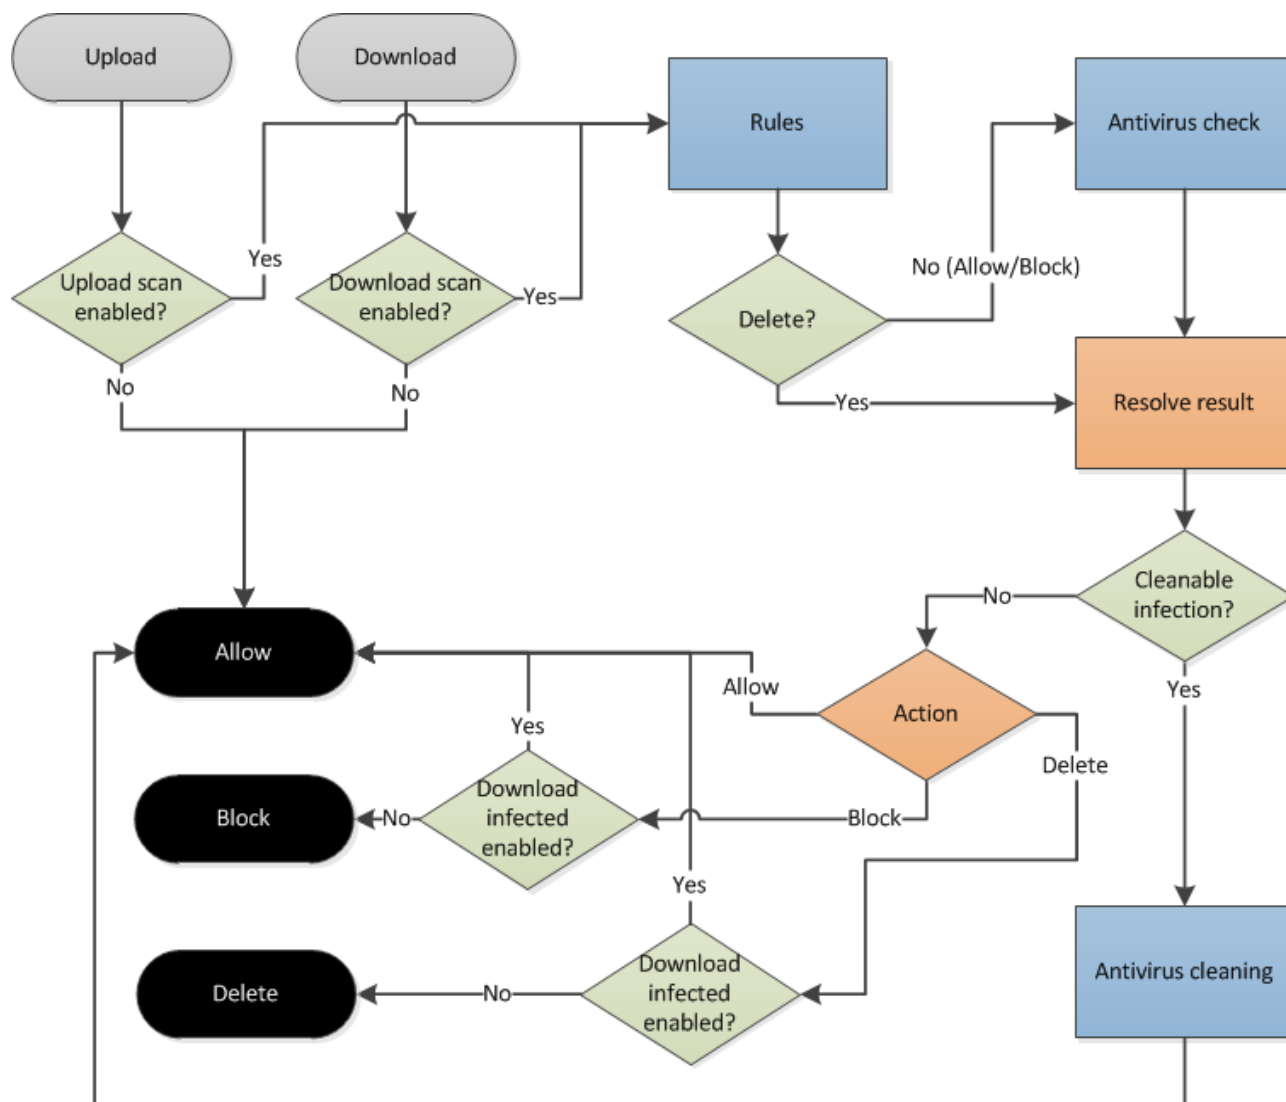 Upload
Download
Rules
Antivirus check
Yes
No (Allow/Block)
Upload scan
enabled?
Download scan
enabled?
Yes
Delete?
No
No
Yes
Resolve result
Cleanable
infection?
No
Allow
Allow
Yes
Action
Yes
Delete
Download
infected
enabled?
Block
No
Block
Yes
Download
infected
enabled?
Antivirus cleaning
Delete
No